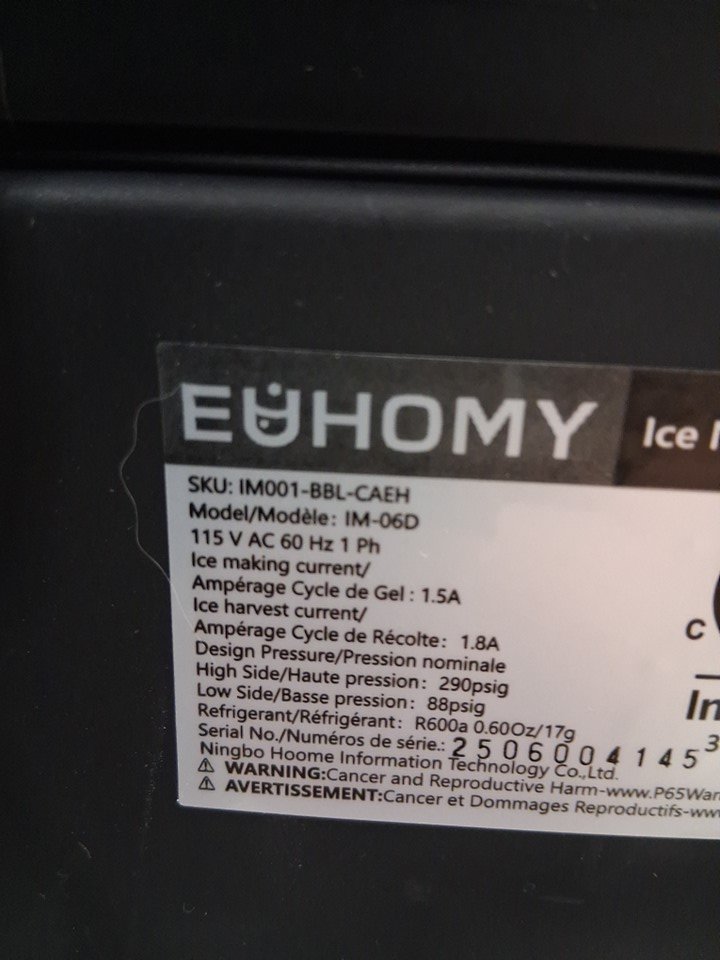 EUHOMY Ice
SKU: IM001-BBL-CAEH
Model/Modèle: IM-06D
115 V AC 60 Hz 1 Ph
Ice making current/
Ampérage Cycle de Gel : 1.5A
Ice harvest current/
Ampérage Cycle de Récolte: 1.8A
Design Pressure/Pression nominale
High Side/Haute pression: 290psig
Low Side/Basse pression: 88psig
Refrigerant/Réfrigérant: R600a 0.60Oz/17g
Serial No./Numéros de série.: 2506004145
Ningbo Hoome Information Technology Co.,Ltd.
⚠ WARNING:Cancer and Reproductive Harm-www.P65War
⚠ AVERTISSEMENT:Cancer et Dommages Reproductifs-www
C
In
3